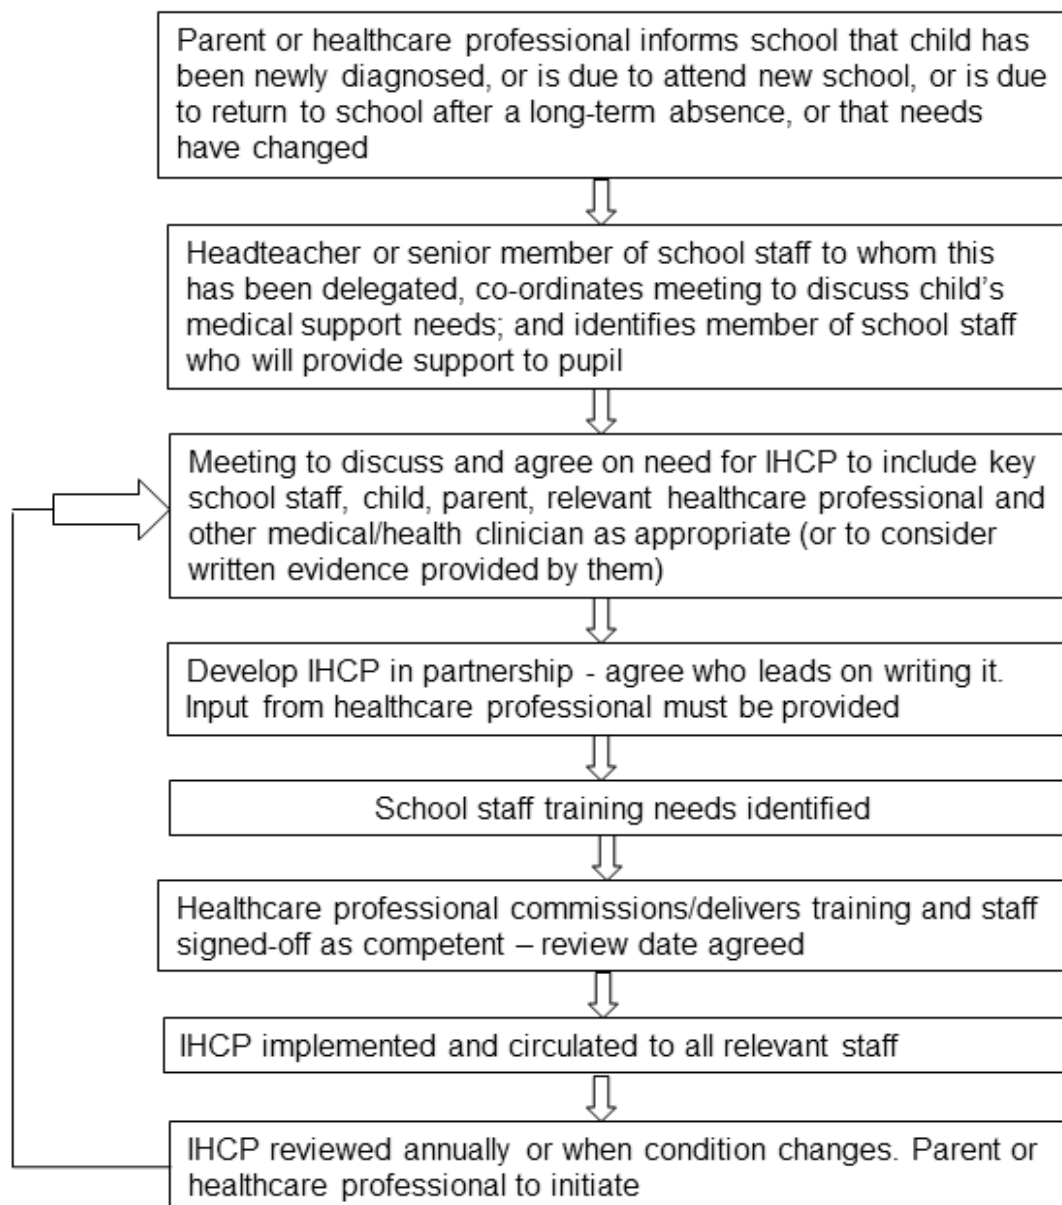 Parent or healthcare professional informs school that child has
been newly diagnosed, or is due to attend new school, or is due
to return to school after a long-term absence, or that needs
have changed
Headteacher or senior member of school staff to whom this
has been delegated, co-ordinates meeting to discuss child’s
medical support needs; and identifies member of school staff
who will provide support to pupil
Meeting to discuss and agree on need for IHCP to include key
school staff, child, parent, relevant healthcare professional and
other medical/health clinician as appropriate (or to consider
written evidence provided by them)
Develop IHCP in partnership - agree who leads on writing it.
Input from healthcare professional must be provided
School staff training needs identified
Healthcare professional commissions/delivers training and staff
signed-off as competent – review date agreed
IHCP implemented and circulated to all relevant staff
IHCP reviewed annually or when condition changes. Parent or
healthcare professional to initiate